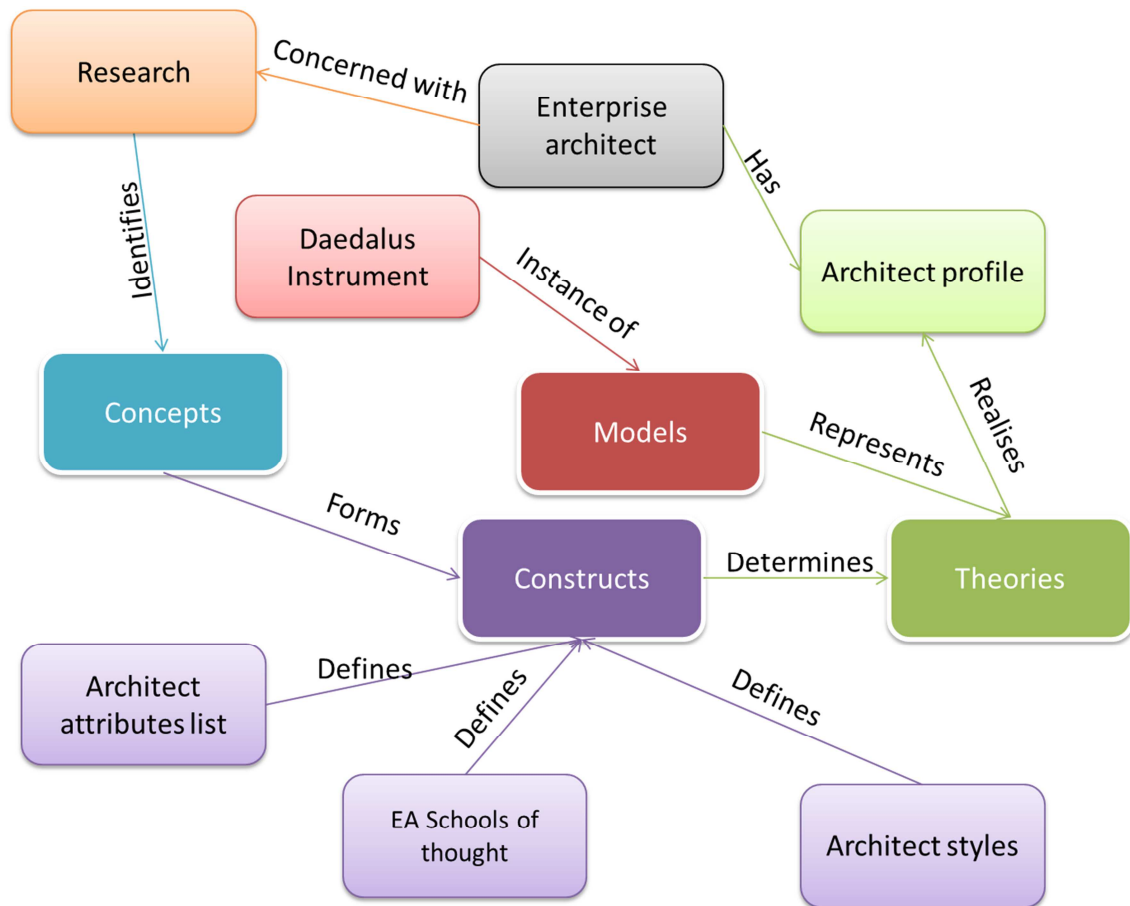 Research
Concerned with
Enterprise
architect
Has
Identifies
Daedalus
Instrument
Instance of
Architect profile
Concepts
Models
Represents
Realises
Forms
Constructs
Determines
Theories
Architect
attributes list
Defines
Defines
Defines
EA Schools of
thought
Architect styles